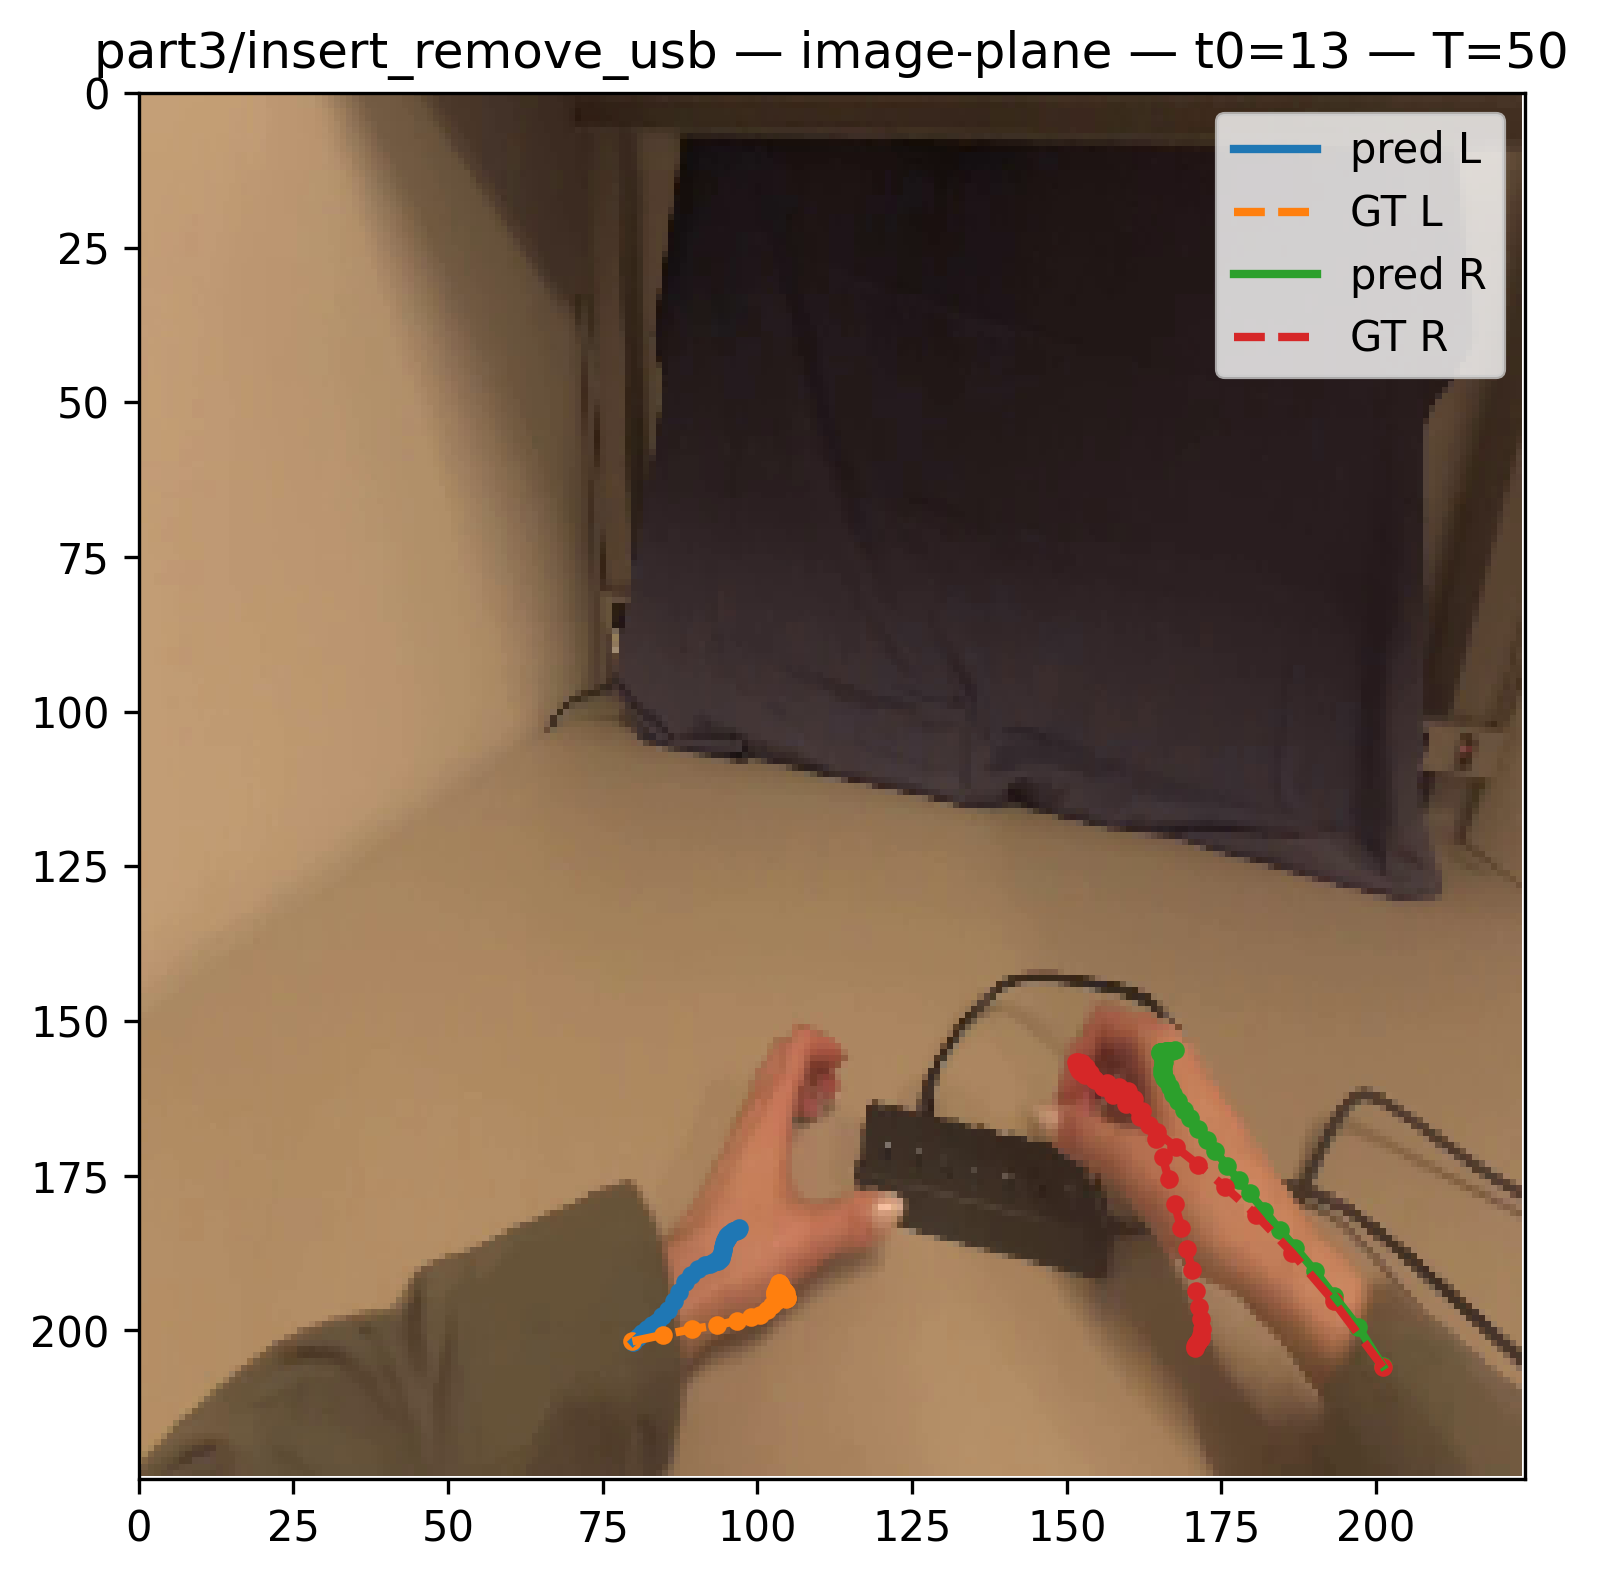 part3/insert_remove_usb — image-plane — t0=13 — T=50
pred L
GT L
pred R
GT R
0
25
50
75
100
125
150
175
200
0 25 50 75 100 125 150 175 200